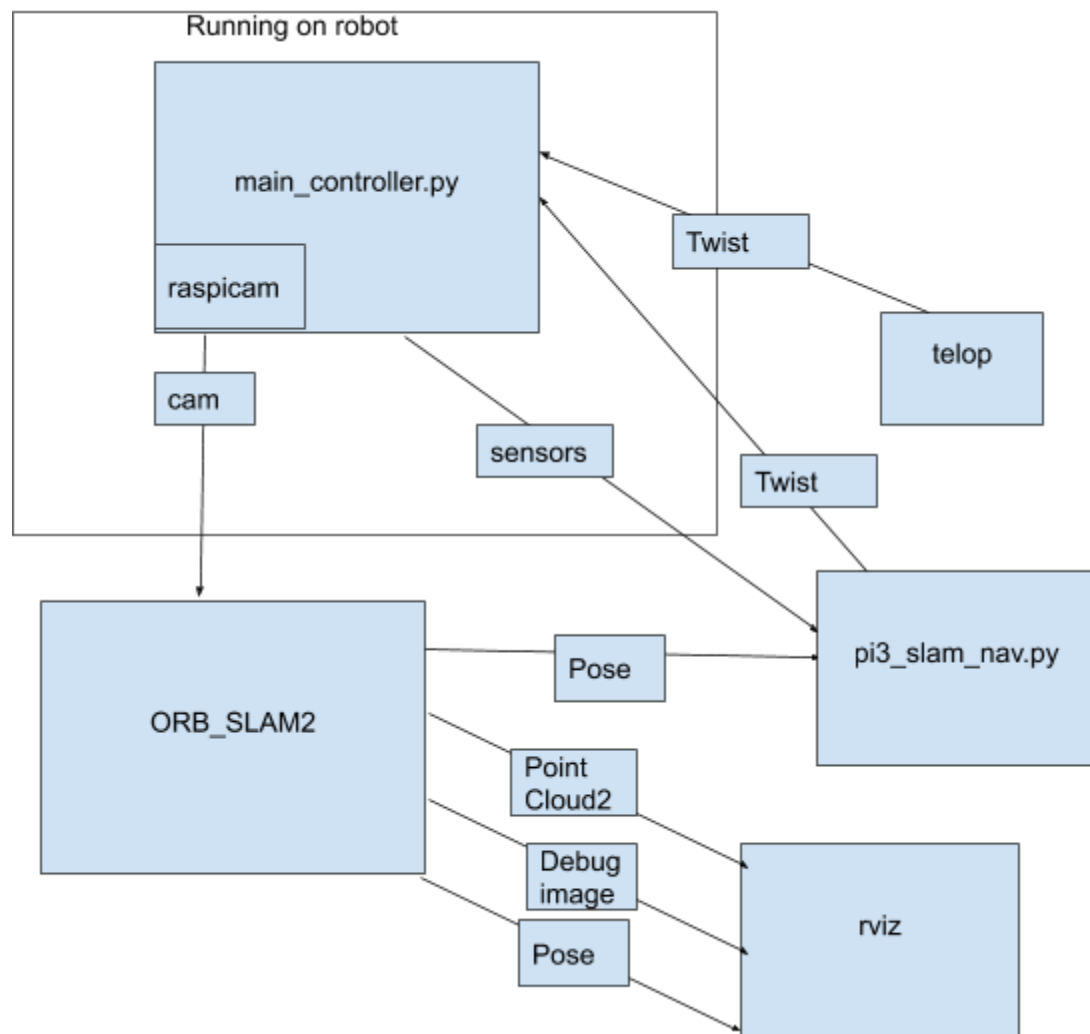 Running on robot
main_controller.py
Twist
raspicam
telop
cam
sensors
Twist
Pose
pi3_slam_nav.py
ORB_SLAM2
Point
Cloud2
Debug
image
rviz
Pose